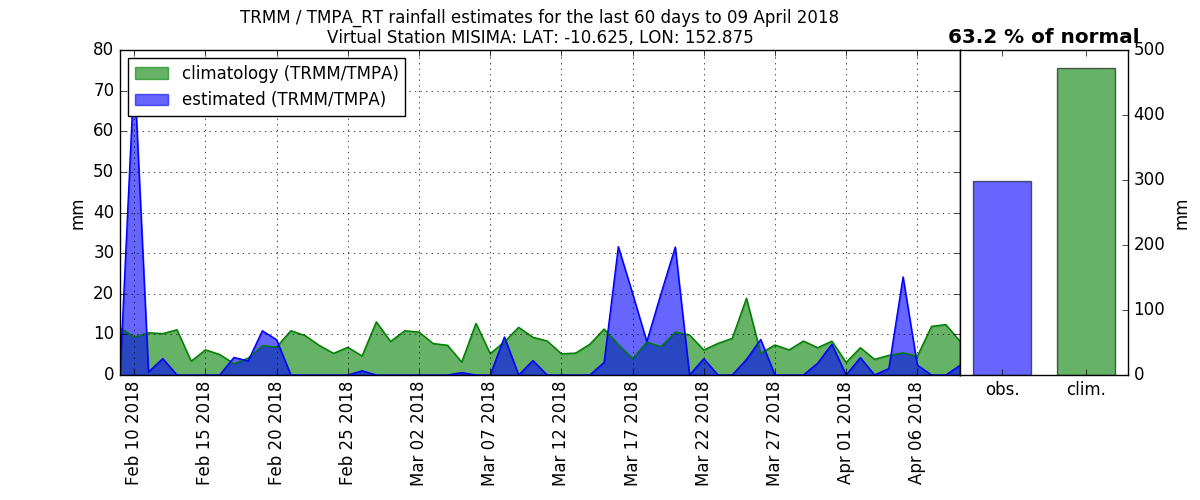 TRMM / TMPA_RT rainfall estimates for the last 60 days to 09 April 2018
Virtual Station MISIMA: LAT: -10.625, LON: 152.875
63.2 % of normal
climatology (TRMM/TMPA)
estimated (TRMM/TMPA)
mm
80
70
60
50
40
30
20
10
0
Feb 10 2018
Feb 15 2018
Feb 20 2018
Feb 25 2018
Mar 02 2018
Mar 07 2018
Mar 12 2018
Mar 17 2018
Mar 22 2018
Mar 27 2018
Apr 01 2018
Apr 06 2018
obs.
clim.
500
400
300
200
100
0
mm